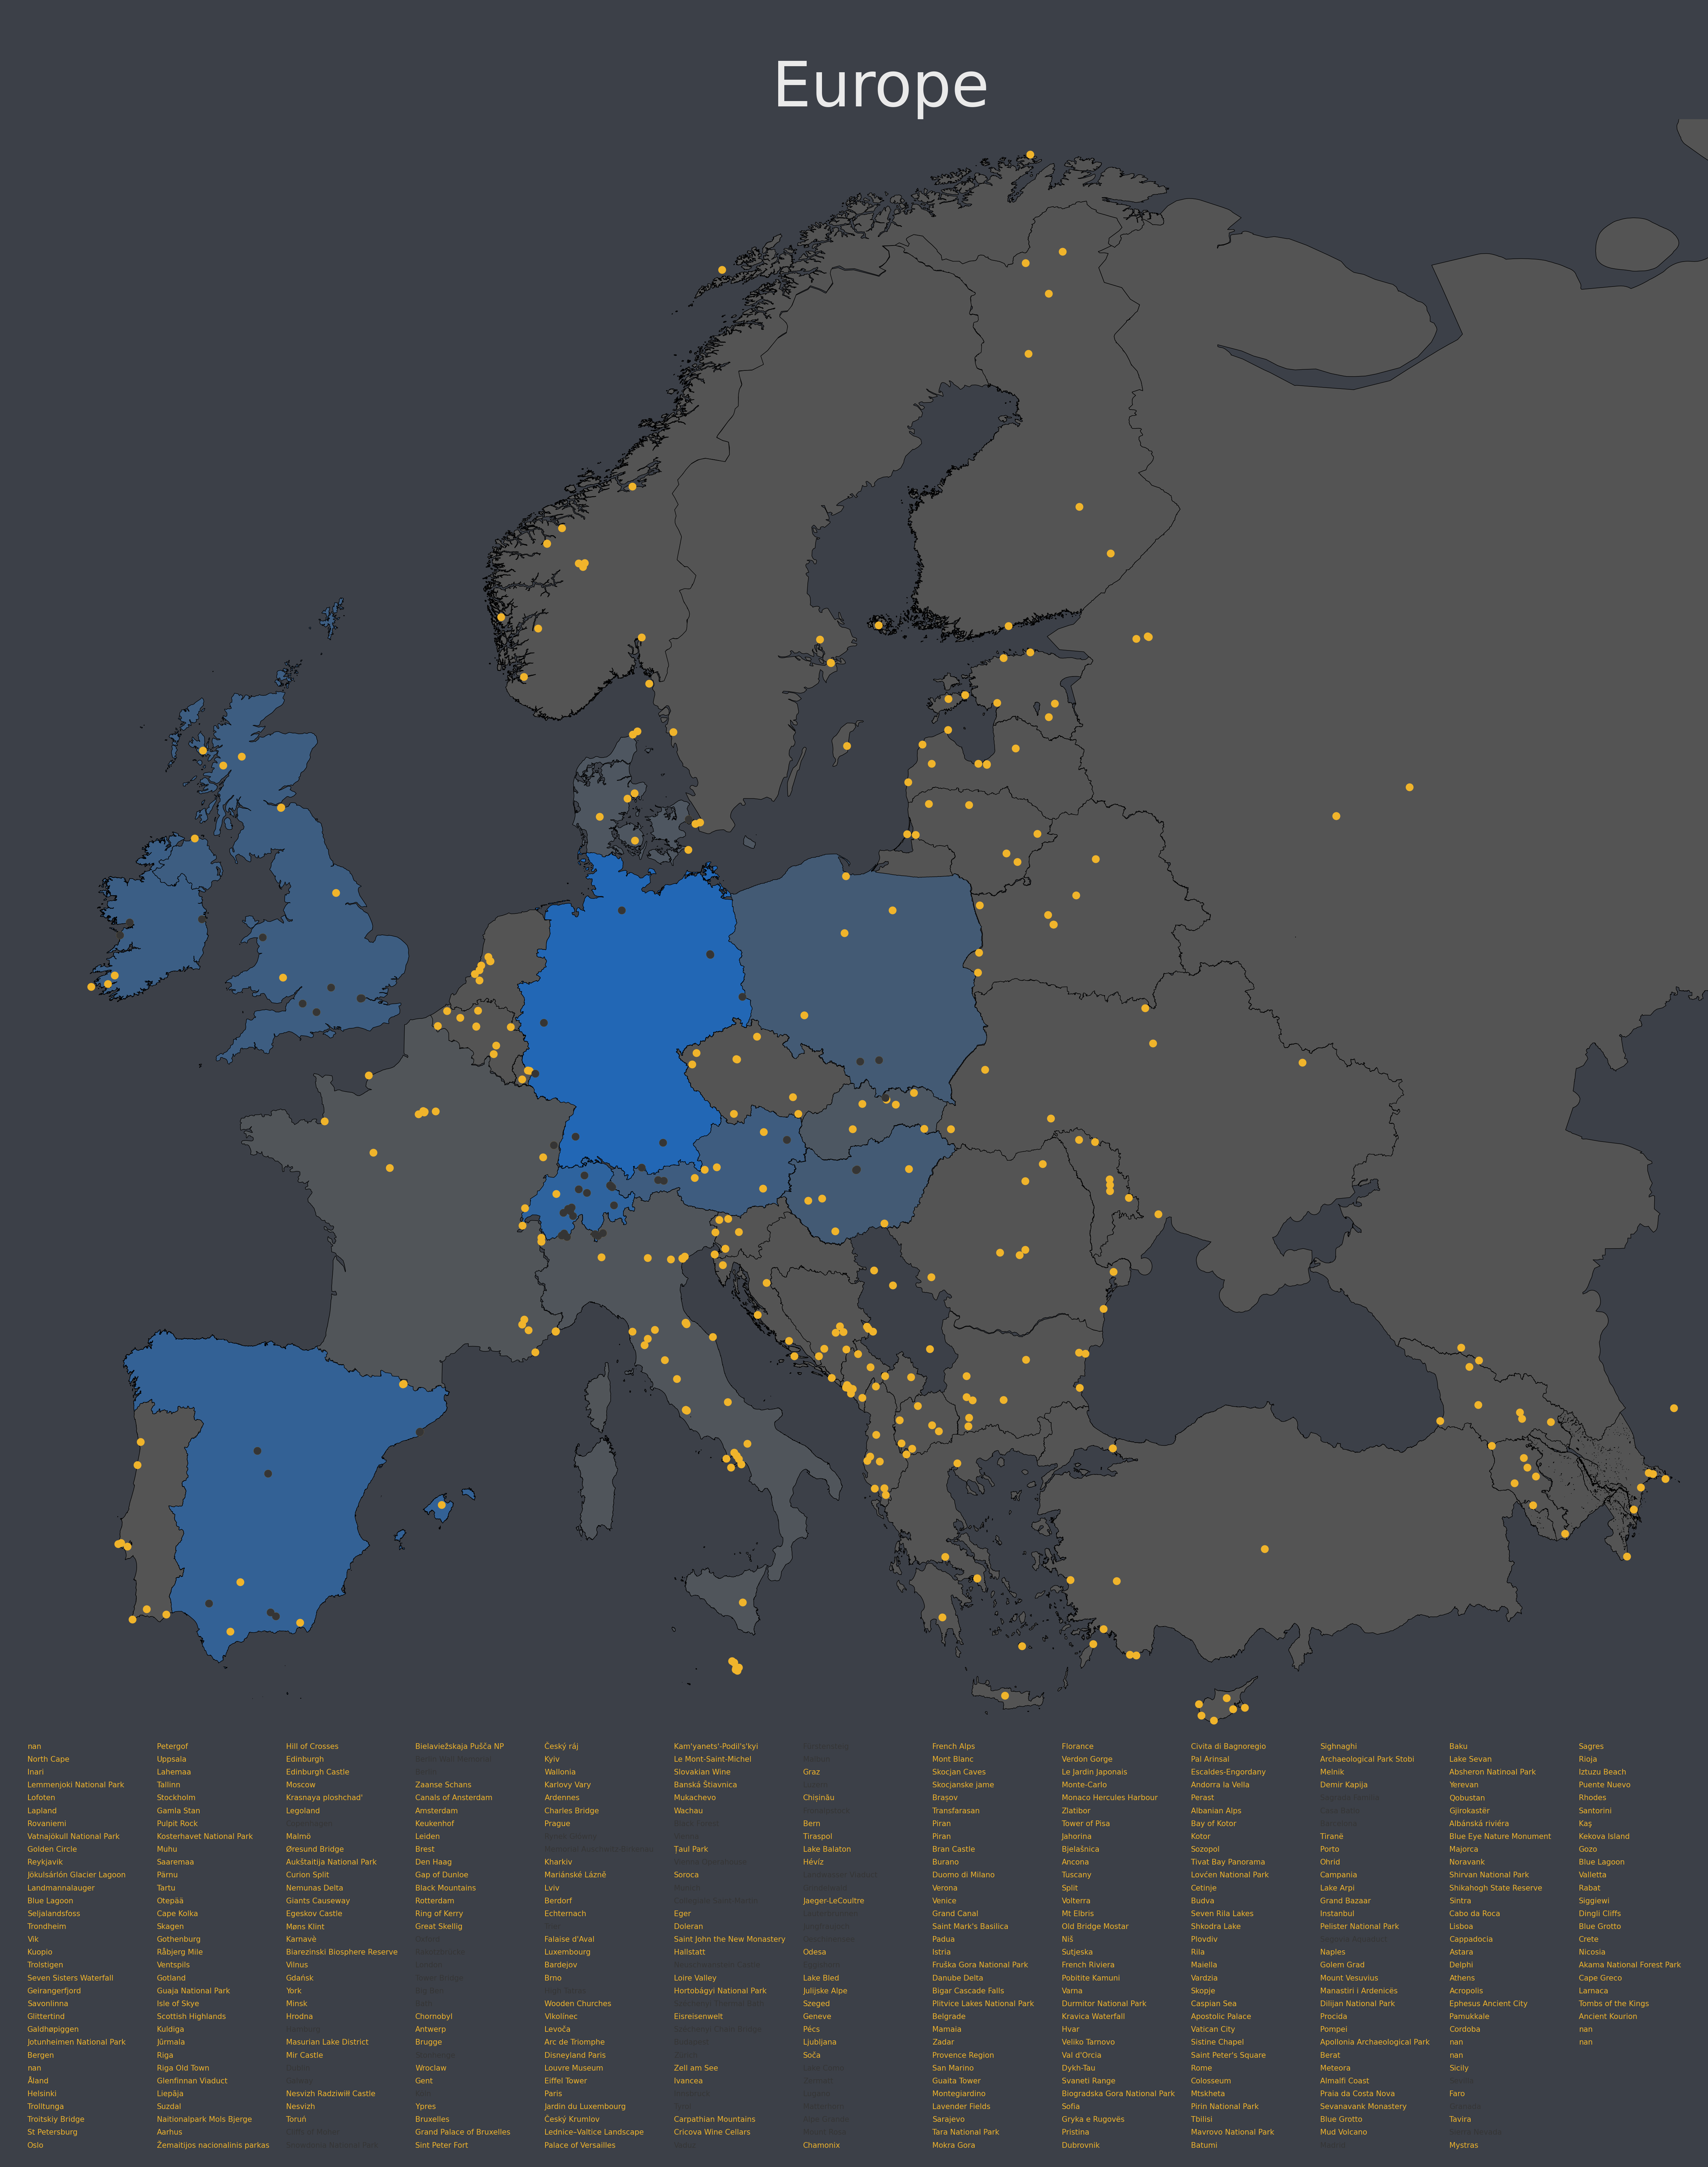 Europe
nan
North Cape
Inari
Lemmenjoki National Park
Lofoten
Lapland
Rovaniemi
Vatnajökull National Park
Golden Circle
Reykjavik
Jökulsárlón Glacier Lagoon
Landmannalauger
Blue Lagoon
Seljalandsfoss
Trondheim
Vik
Kuopio
Trolstigen
Seven Sisters Waterfall
Geirangerfjord
Savonlinna
Glittertind
Galdhøpiggen
Jotunheimen National Park
Bergen
nan
Åland
Helsinki
Trolltunga
Troitskiy Bridge
St Petersburg
Oslo
Petergof
Uppsala
Lahemaa
Tallinn
Stockholm
Gamla Stan
Pulpit Rock
Kosterhavet National Park
Muhu
Saaremaa
Pärnu
Tartu
Otepää
Cape Kolka
Skagen
Gothenburg
Råbjerg Mile
Ventspils
Gotland
Guaja National Park
Isle of Skye
Scottish Highlands
Kuldiga
Jūrmala
Riga
Riga Old Town
Glenfinnan Viaduct
Liepåja
Suzdal
Naitionalpark Mols Bjerge
Aarhus
Žemaitijos nacionalinis parkas
Hill of Crosses
Edinburgh
Edinburgh Castle
Moscow
Krasnaya ploshchad'
Legoland
Malmö
Øresund Bridge
Aukštaitija National Park
Curion Split
Nemunas Delta
Giants Causeway
Egeskov Castle
Møns Klint
Karnavè
Biarezinski Biosphere Reserve
Vilnus
Gdańsk
York
Minsk
Hrodna
Masurian Lake District
Mir Castle
Nesvizh Radziwiłł Castle
Nesvizh
Toruń
Bielaviežskaja Pušča NP
Zaanse Schans
Canals of Ansterdam
Amsterdam
Keukenhof
Leiden
Brest
Den Haag
Gap of Dunloe
Black Mountains
Rotterdam
Ring of Kerry
Great Skellig
Chornobyl
Antwerp
Brugge
Wroclaw
Gent
Ypres
Bruxelles
Grand Palace of Bruxelles
Sint Peter Fort
Český ráj
Kyiv
Wallonia
Karlovy Vary
Ardennes
Charles Bridge
Prague
Kharkiv
Mariánské Lázně
Lviv
Berdorf
Echternach
Falaise d'Aval
Luxembourg
Bardejov
Brno
Wooden Churches
Vlkolínec
Levoča
Arc de Triomphe
Disneyland Paris
Louvre Museum
Eiffel Tower
Paris
Jardin du Luxembourg
Český Krumlov
Lednice–Valtice Landscape
Palace of Versailles
Kam'yanets'-Podil's'kyi
Le Mont-Saint-Michel
Slovakian Wine
Banská Štiavnica
Mukachevo
Wachau
Țaul Park
Soroca
Eger
Doleran
Saint John the New Monastery
Hallstatt
Loire Valley
Hortobágyi National Park
Eisreisenwelt
Zell am See
Ivancea
Carpathian Mountains
Cricova Wine Cellars
Graz
Chișinău
Bern
Tiraspol
Lake Balaton
Hévíz
Jaeger-LeCoultre
Odesa
Lake Bled
Julijske Alpe
Szeged
Geneve
Pécs
Ljubljana
Soča
Chamonix
French Alps
Mont Blanc
Skocjan Caves
Skocjanske jame
Brașov
Transfarasan
Piran
Piran
Bran Castle
Burano
Duomo di Milano
Verona
Venice
Grand Canal
Saint Mark's Basilica
Padua
Istria
Fruška Gora National Park
Danube Delta
Bigar Cascade Falls
Plitvice Lakes National Park
Belgrade
Mamaia
Zadar
Provence Region
San Marino
Guaita Tower
Montegiardino
Lavender Fields
Sarajevo
Tara National Park
Mokra Gora
Florance
Verdon Gorge
Le Jardin Japonais
Monte-Carlo
Monaco Hercules Harbour
Zlatibor
Tower of Pisa
Jahorina
Bjelašnica
Ancona
Tuscany
Split
Volterra
Mt Elbris
Old Bridge Mostar
Niš
Sutjeska
French Riviera
Pobitite Kamuni
Varna
Durmitor National Park
Kravica Waterfall
Hvar
Veliko Tarnovo
Val d'Orcia
Dykh-Tau
Svaneti Range
Biogradska Gora National Park
Sofia
Gryka e Rugovës
Pristina
Dubrovnik
Civita di Bagnoregio
Pal Arinsal
Escaldes-Engordany
Andorra la Vella
Perast
Albanian Alps
Bay of Kotor
Kotor
Sozopol
Tivat Bay Panorama
Lovćen National Park
Cetinje
Budva
Seven Rila Lakes
Shkodra Lake
Plovdiv
Rila
Maiella
Vardzia
Skopje
Caspian Sea
Apostolic Palace
Vatican City
Sistine Chapel
Saint Peter's Square
Rome
Colosseum
Mtskheta
Pirin National Park
Tbilisi
Mavrovo National Park
Batumi
Sighnaghi
Archaeological Park Stobi
Melnik
Demir Kapija
Tiranë
Porto
Ohrid
Campania
Lake Arpi
Grand Bazaar
Instanbul
Pelister National Park
Naples
Golem Grad
Mount Vesuvius
Manastiri i Ardenicës
Dilijan National Park
Procida
Pompei
Apollonia Archaeological Park
Berat
Meteora
Almalfi Coast
Praia da Costa Nova
Sevanavank Monastery
Blue Grotto
Mud Volcano
Baku
Lake Sevan
Absheron Natinoal Park
Yerevan
Qobustan
Gjirokastër
Albánská riviéra
Blue Eye Nature Monument
Majorca
Noravank
Shirvan National Park
Shikahogh State Reserve
Sintra
Cabo da Roca
Lisboa
Cappadocia
Astara
Delphi
Athens
Acropolis
Ephesus Ancient City
Pamukkale
Cordoba
nan
nan
Sicily
Faro
Tavira
Mystras
Sagres
Rioja
Iztuzu Beach
Puente Nuevo
Rhodes
Santorini
Kaş
Kekova Island
Gozo
Blue Lagoon
Rabat
Siggiewi
Dingli Cliffs
Blue Grotto
Crete
Nicosia
Akama National Forest Park
Cape Greco
Larnaca
Tombs of the Kings
Ancient Kourion
nan
nan